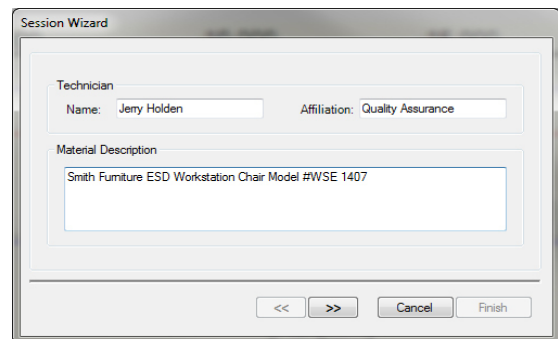 Session Wizard
Technician
Name: Jerry Holden Affiliation: Quality Assurance
Material Description
Smith Furniture ESD Workstation Chair Model #WSE 1407
<< >> Cancel Finish